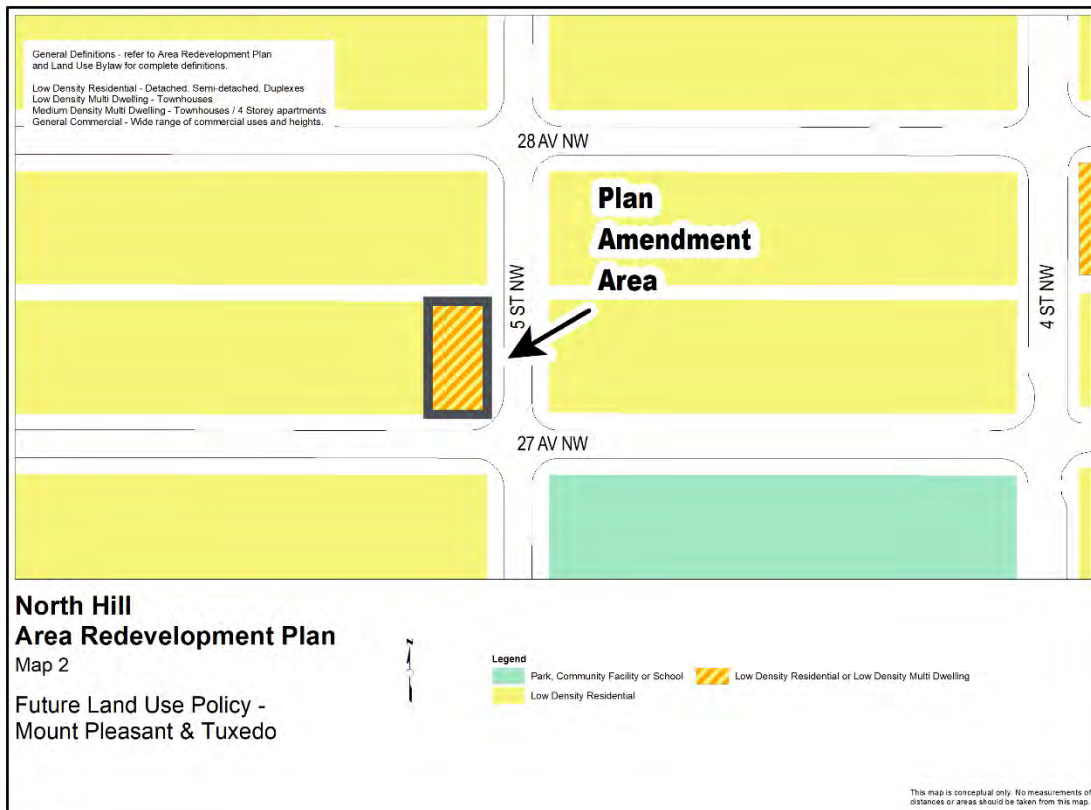 General Definitions - refer to Area Redevelopment Plan
and Land Use Bylaw for complete definitions.
Low Density Residential - Detached, Semi-detached, Duplexes
Low Density Multi Dwelling - Townhouses
Medium Density Multi Dwelling - Townhouses / 4 Storey apartments
General Commercial - Wide range of commercial uses and heights.
28 AV NW
Plan
Amendment
Area
5 ST NW
4 ST NW
27 AV NW
North Hill
Area Redevelopment Plan
Map 2
Future Land Use Policy -
Mount Pleasant & Tuxedo
N
Legend
Park, Community Facility or School
Low Density Residential or Low Density Multi Dwelling
Low Density Residential
This map is conceptual only. No measurements of
distances or areas should be taken from this map